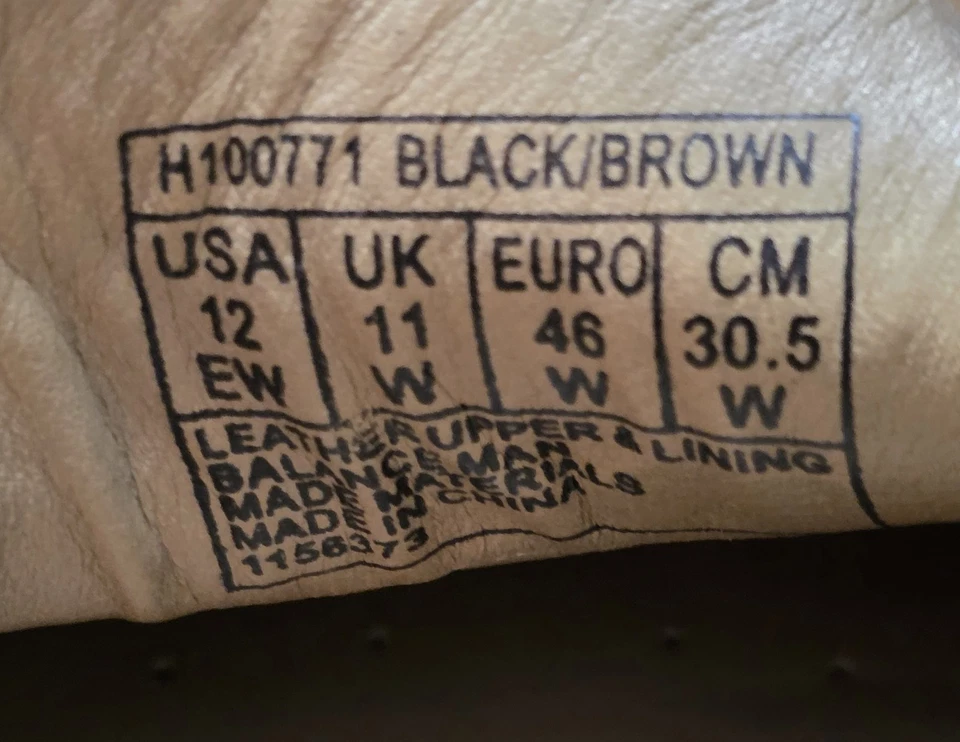 H100771 BLACK/BROWN
USA UK EURO CM
12 11 46 30.5
EW W W W
LEATHER UPPER & LINING
BALANCE MAN
MADE MATERIALS
MADE IN CHINA
1156373